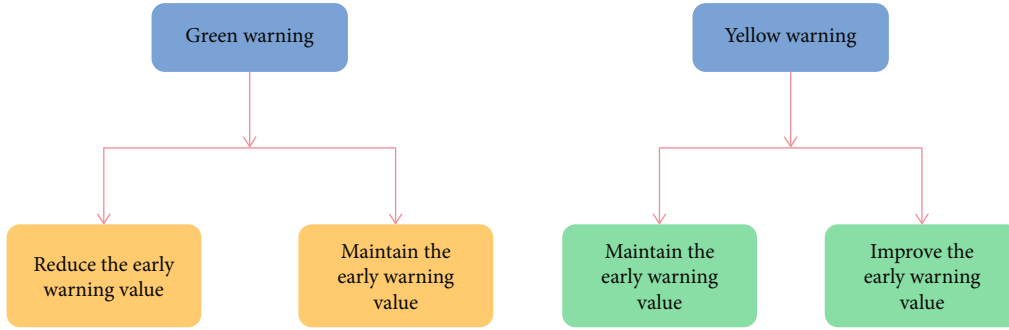 Green warning
Yellow warning
Reduce the early
warning value
Maintain the
early warning
value
Maintain the
early warning
value
Improve the
early warning
value